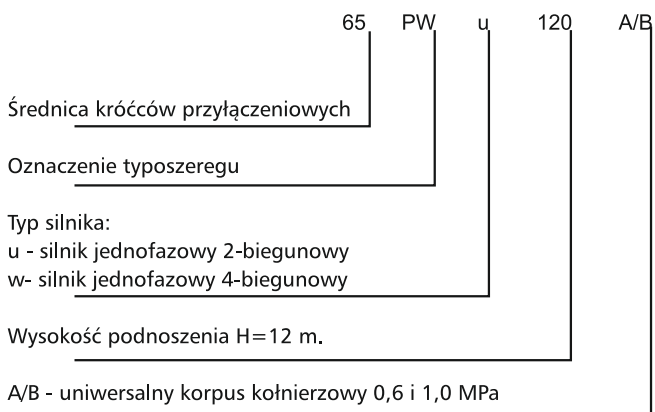 65 PW u 120 A/B
Średnica króćców przyłączeniowych
Oznaczenie typoszeregu
Typ silnika:
u - silnik jednofazowy 2-biegunowy
w- silnik jednofazowy 4-biegunowy
Wysokość podnoszenia H=12 m.
A/B - uniwersalny korpus kołnierzowy 0,6 i 1,0 MPa